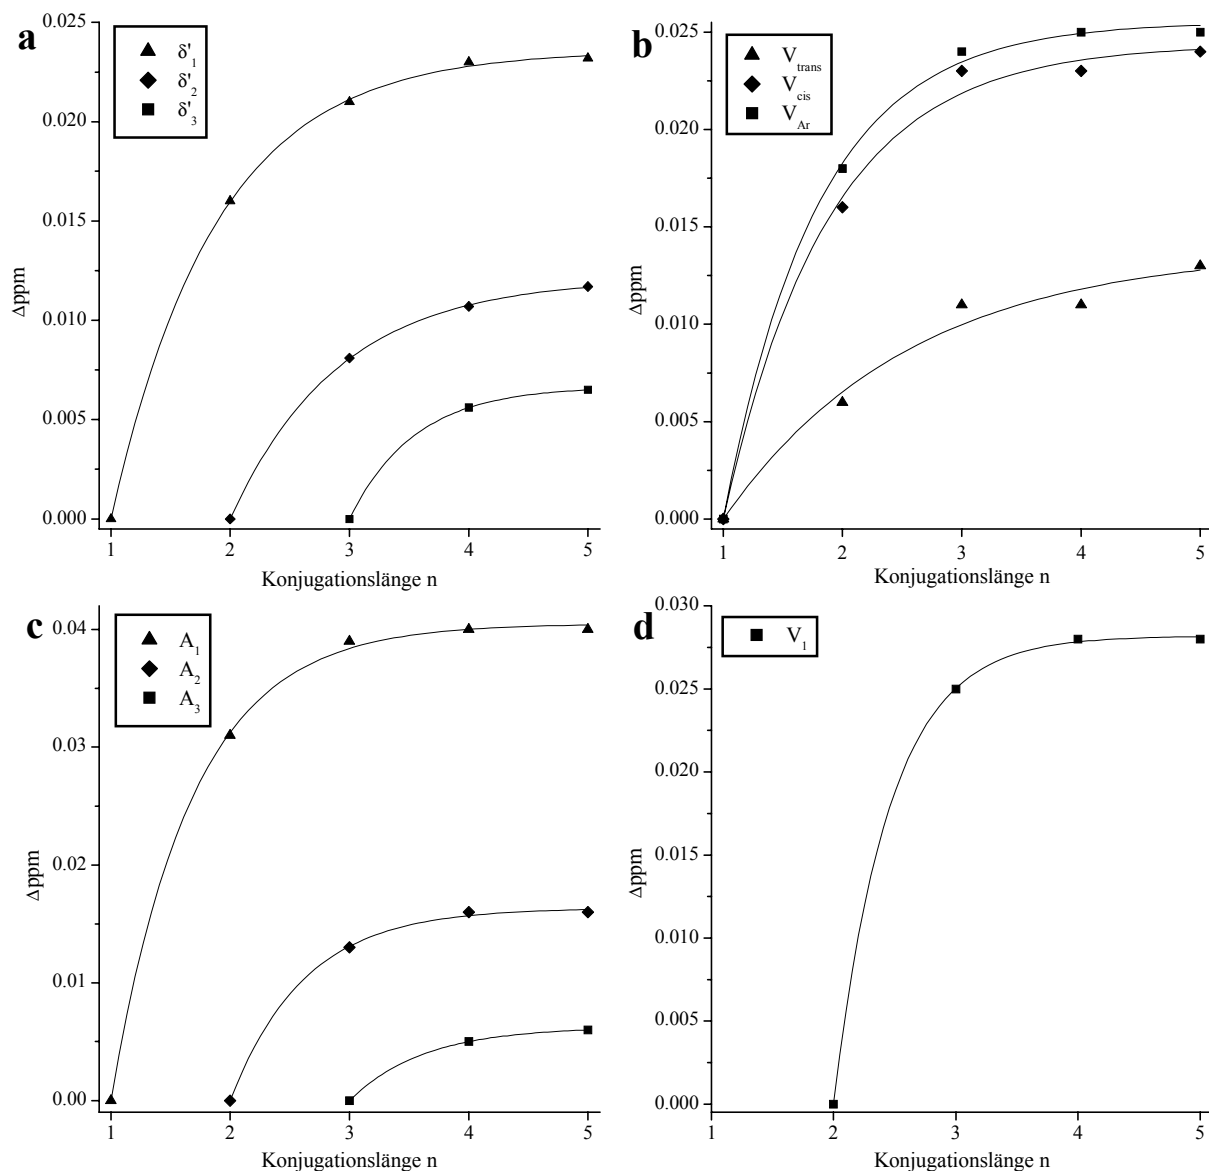 a
δ'1
δ'2
δ'3
0.025
0.020
0.015
0.010
0.005
0.000
Δppm
1 2 3 4 5
Konjugationslänge n
b
Vtrans
Vcis
VAr
0.025
0.020
0.015
0.010
0.005
0.000
Δppm
1 2 3 4 5
Konjugationslänge n
c
A1
A2
A3
0.04
0.03
0.02
0.01
0.00
Δppm
1 2 3 4 5
Konjugationslänge n
d
V1
0.030
0.025
0.020
0.015
0.010
0.005
0.000
Δppm
1 2 3 4 5
Konjugationslänge n